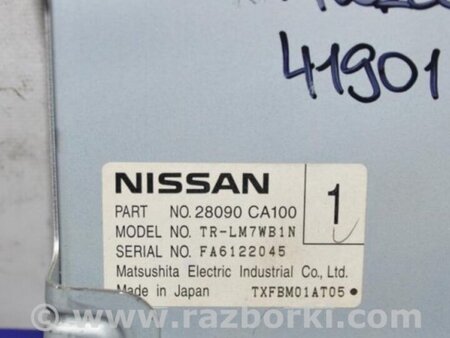 41901
NISSAN
PART NO. 28090 CA100
1
MODEL NO. TR-LM7WB1N
SERIAL NO. FA6122045
Matsushita Electric Industrial Co., Ltd.
Made in Japan TXFBM01AT05
© www.razborki.com